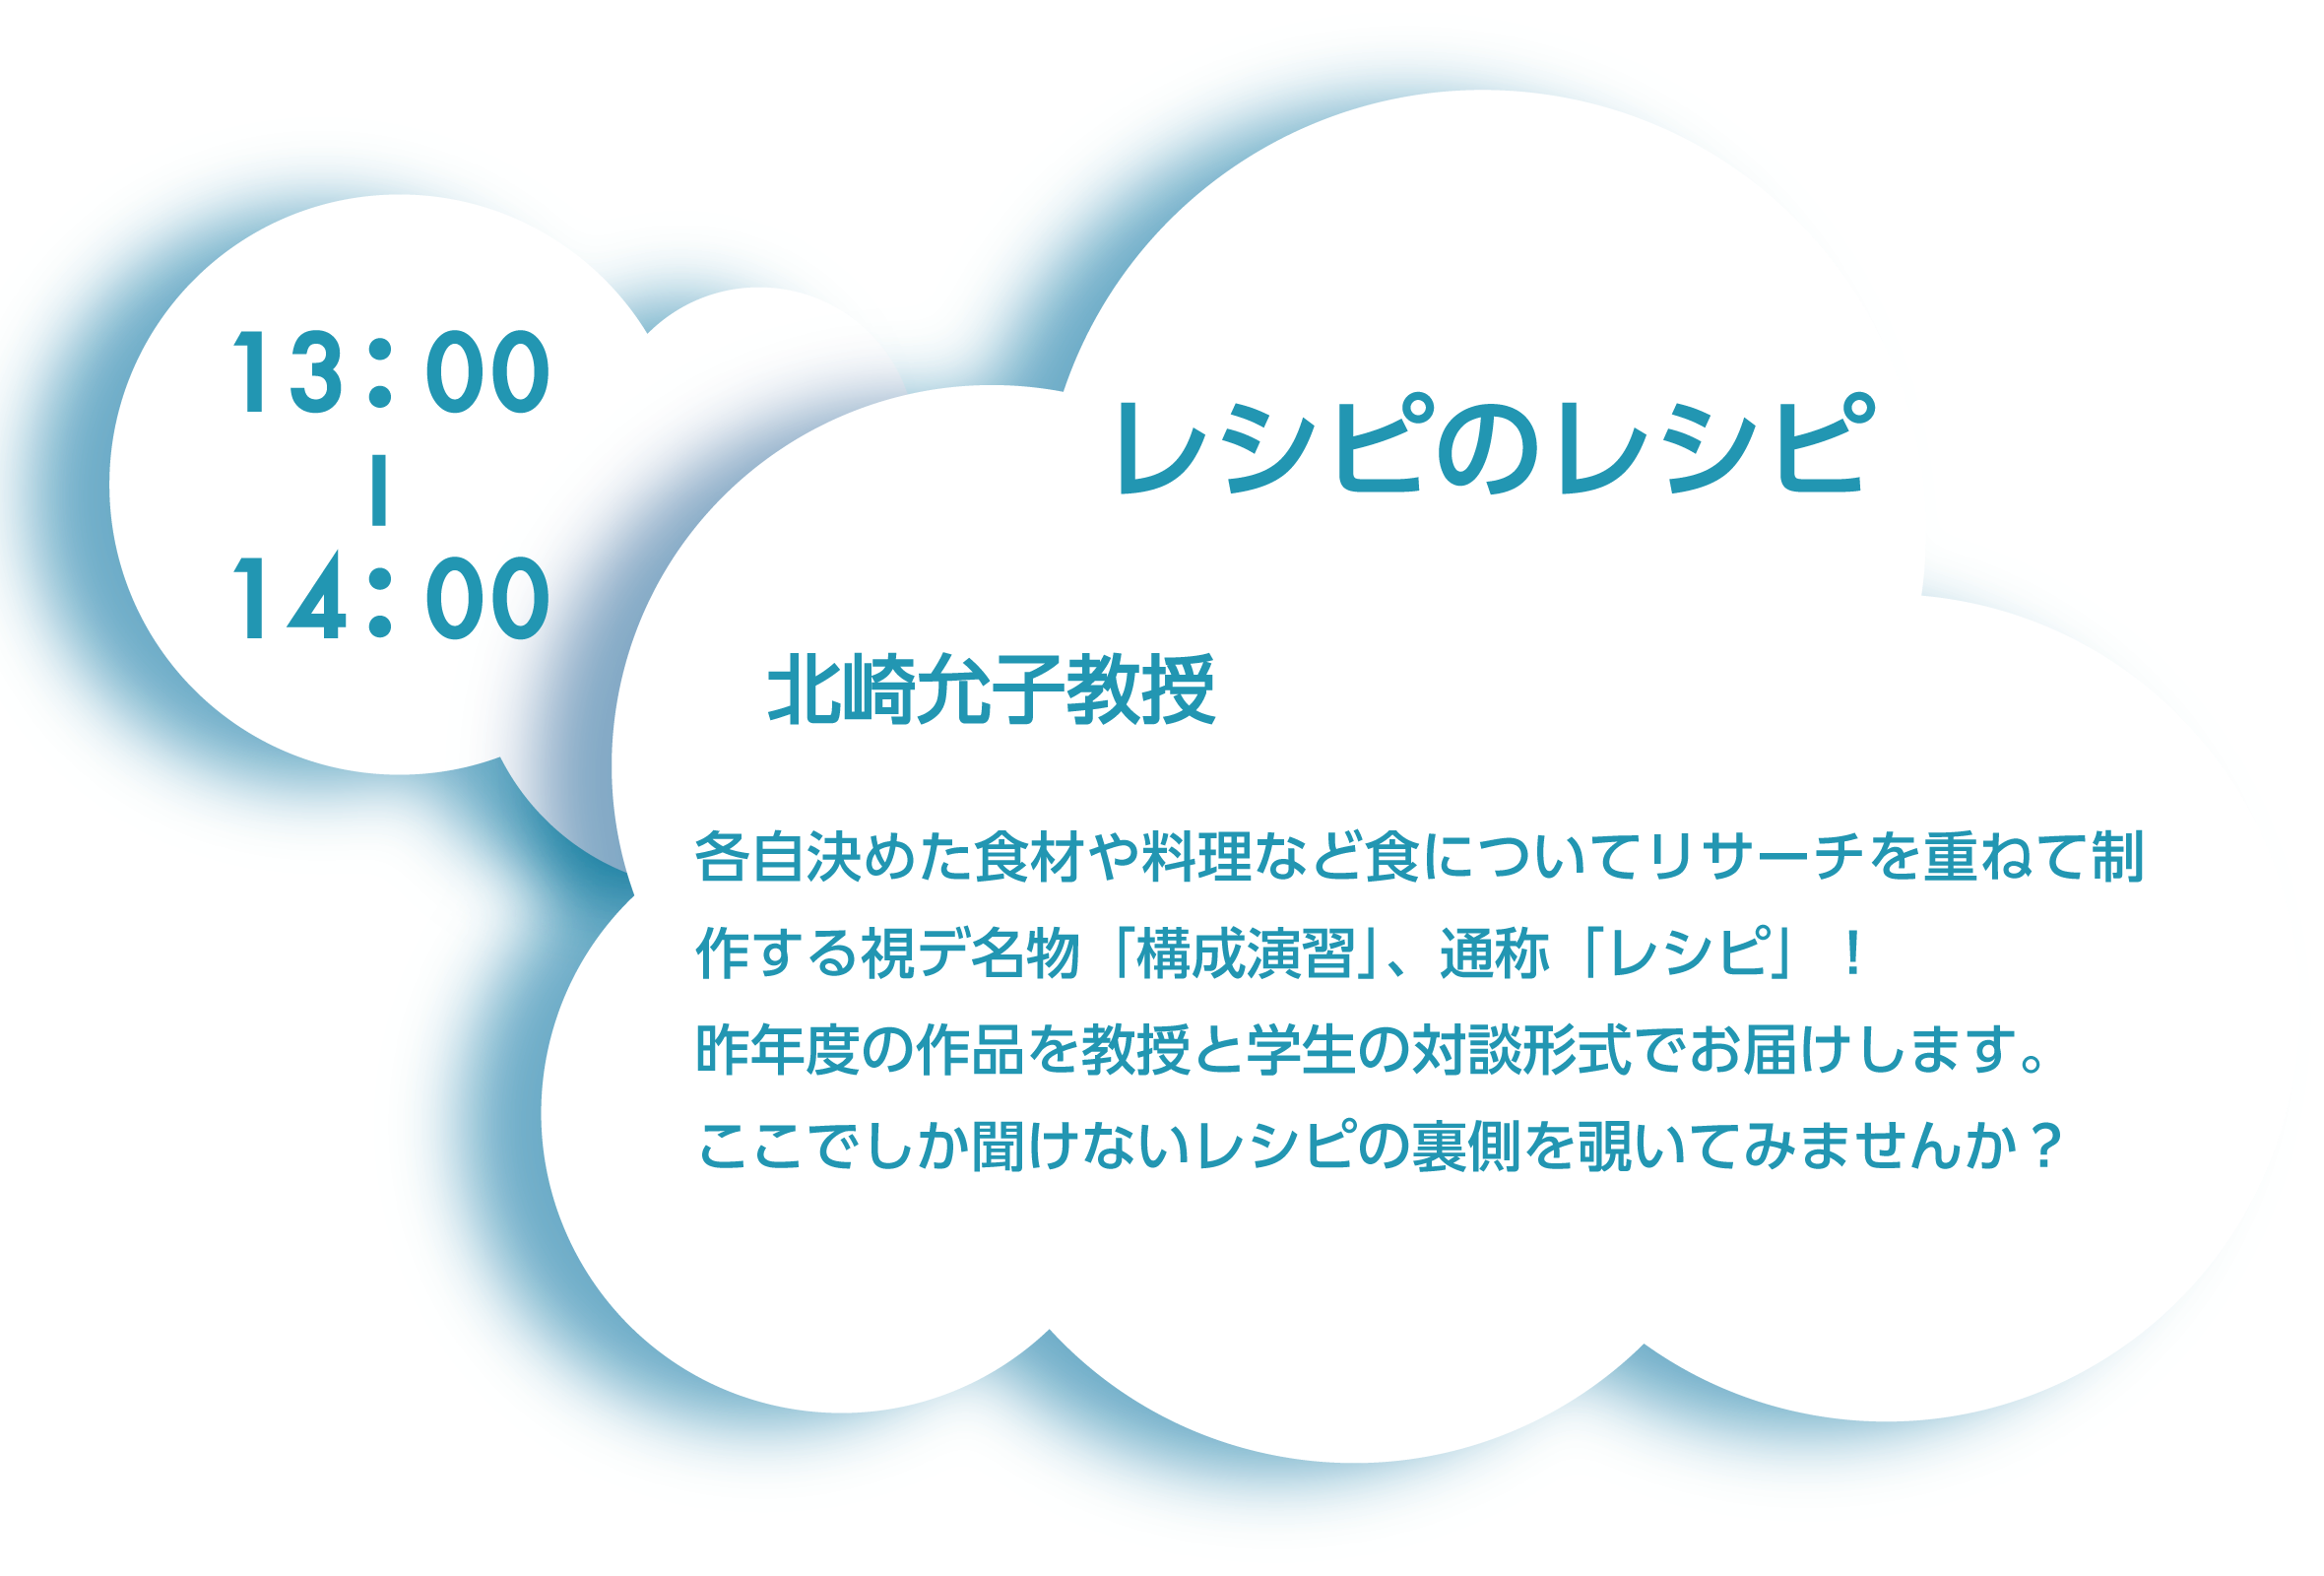 13:00
|
14:00
レシピのレシピ
北崎允子教授
各自決めた食材や料理など食についてリサーチを重ねて制
作する視デ名物「構成演習」、通称「レシピ」！
昨年度の作品を教授と学生の対談形式でお届けします。
ここでしか聞けないレシピの裏側を覗いてみませんか？